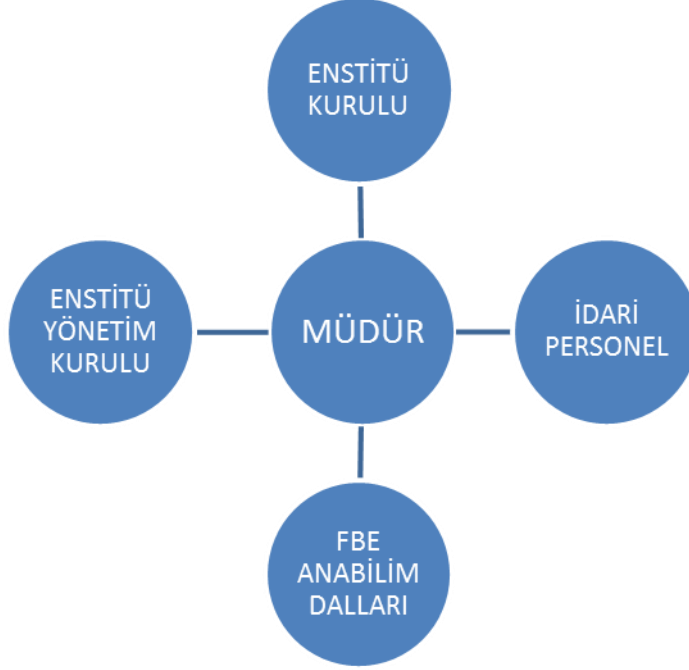 ENSTİTÜ
KURULU
ENSTİTÜ
YÖNETİM
KURULU
MÜDÜR
İDARİ
PERSONEL
FBE
ANABİLİM
DALLARI